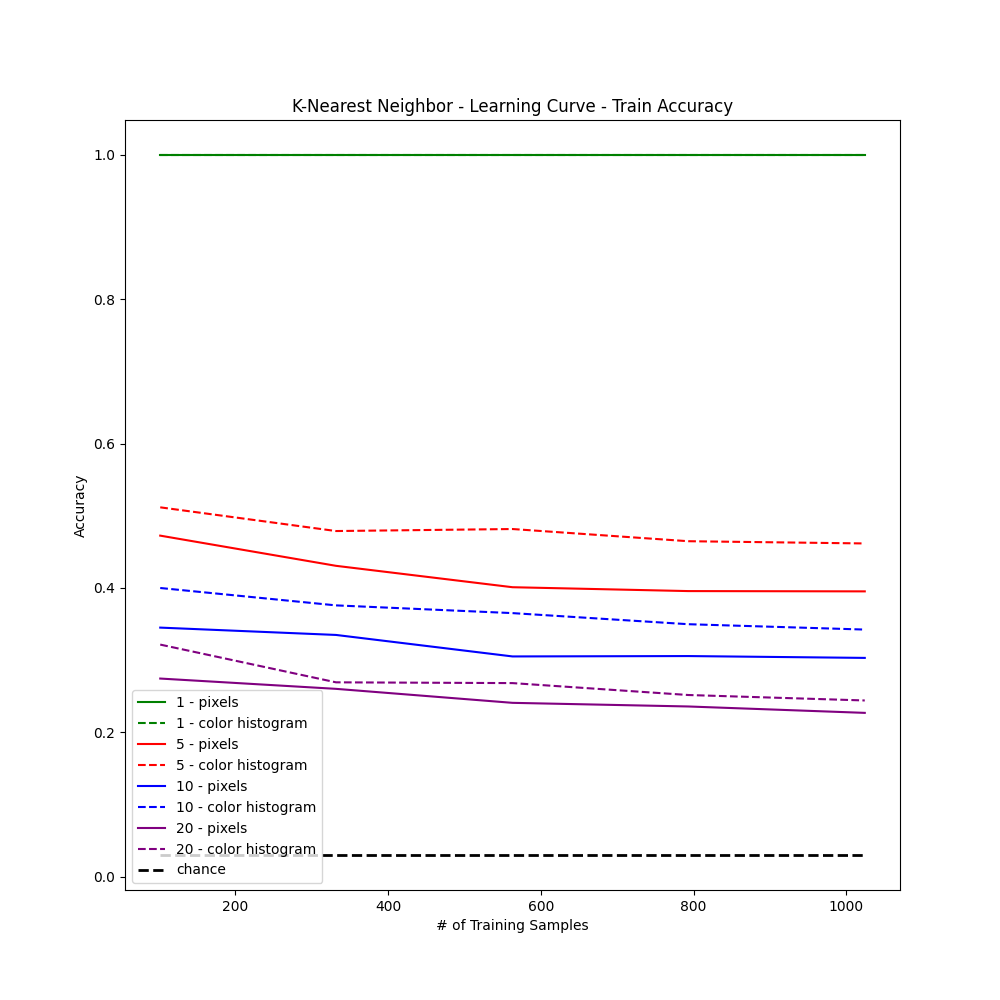 K-Nearest Neighbor - Learning Curve - Train Accuracy
1.0
0.8
0.6
0.4
0.2
0.0
Accuracy
1 - pixels
1 - color histogram
5 - pixels
5 - color histogram
10 - pixels
10 - color histogram
20 - pixels
20 - color histogram
chance
200 400 600 800 1000
# of Training Samples